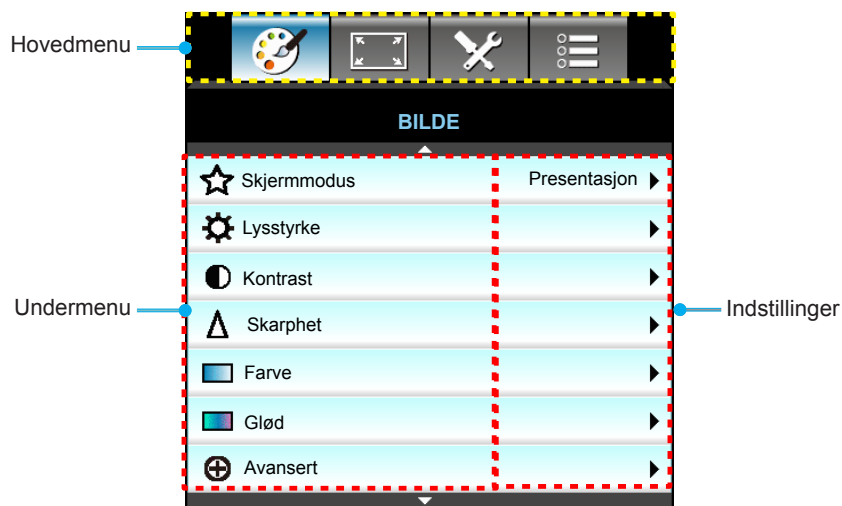 Hovedmenu
BILDE
Skjermmodus Presentasjon
Lysstyrke
Kontrast
Undermenu
Indstillinger
Skarphet
Farve
Glød
Avansert